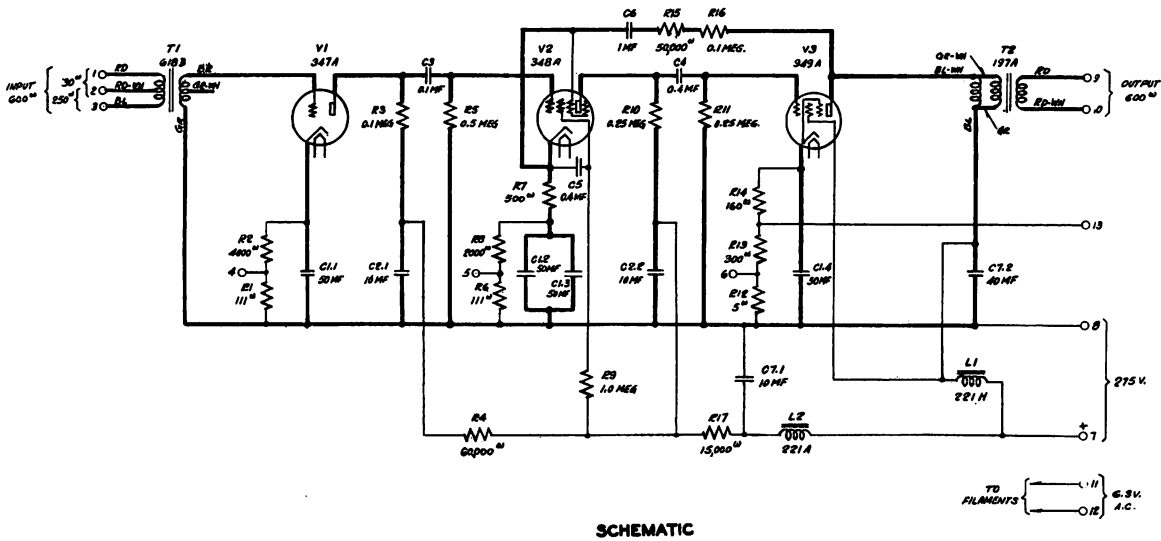 INPUT 600ω
30ω
250ω
1
2
3
RD
RD-WH
BL
T1
618B
BR
GR-WH
GR
V1
347A
R2
4000ω
4
R1
111ω
C1.1
50MF
R3
0.1 MEG.
C2.1
10MF
C3
0.1MF
R5
0.5 MEG
V2
348A
C6
1MF
R15
50,000ω
R16
0.1 MEG.
R7
500ω
C5
0.4MF
R8
2000ω
5
R6
111ω
C1.2
50MF
C1.3
50MF
R9
1.0 MEG
R4
60,000ω
C4
0.4MF
R10
0.25 MEG
R11
0.25 MEG.
C2.2
10MF
V3
349A
R14
160ω
R13
300ω
6
R12
5ω
C1.4
50MF
C7.1
10MF
R17
15,000ω
L2
221A
T2
197A
GR-WH
BL-WH
BL
GR
RD
RD-WH
9
10
OUTPUT 600ω
13
C7.2
40MF
8
L1
221H
275 V.
+
7
TO FILAMENTS
11
12
6.3V. A.C.
SCHEMATIC